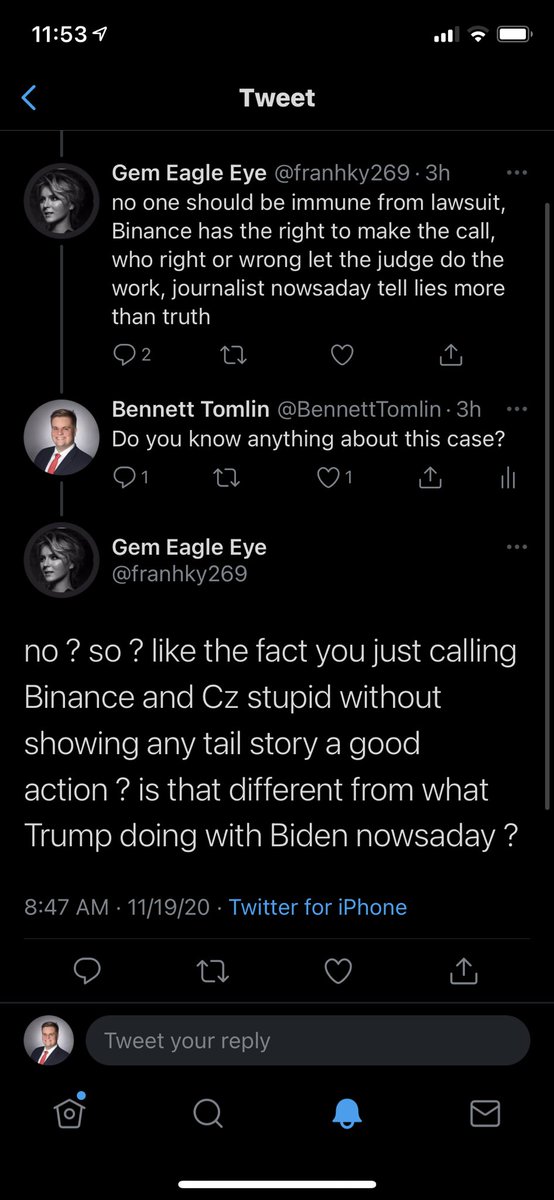 11:53
Tweet
Gem Eagle Eye @franhky269 · 3h
no one should be immune from lawsuit,
Binance has the right to make the call,
who right or wrong let the judge do the
work, journalist nowsaday tell lies more
than truth
2
Bennett Tomlin @BennettTomlin · 3h
Do you know anything about this case?
1 1
Gem Eagle Eye
@franhky269
no ? so ? like the fact you just calling
Binance and Cz stupid without
showing any tail story a good
action ? is that different from what
Trump doing with Biden nowsaday ?
8:47 AM · 11/19/20 · Twitter for iPhone
Tweet your reply